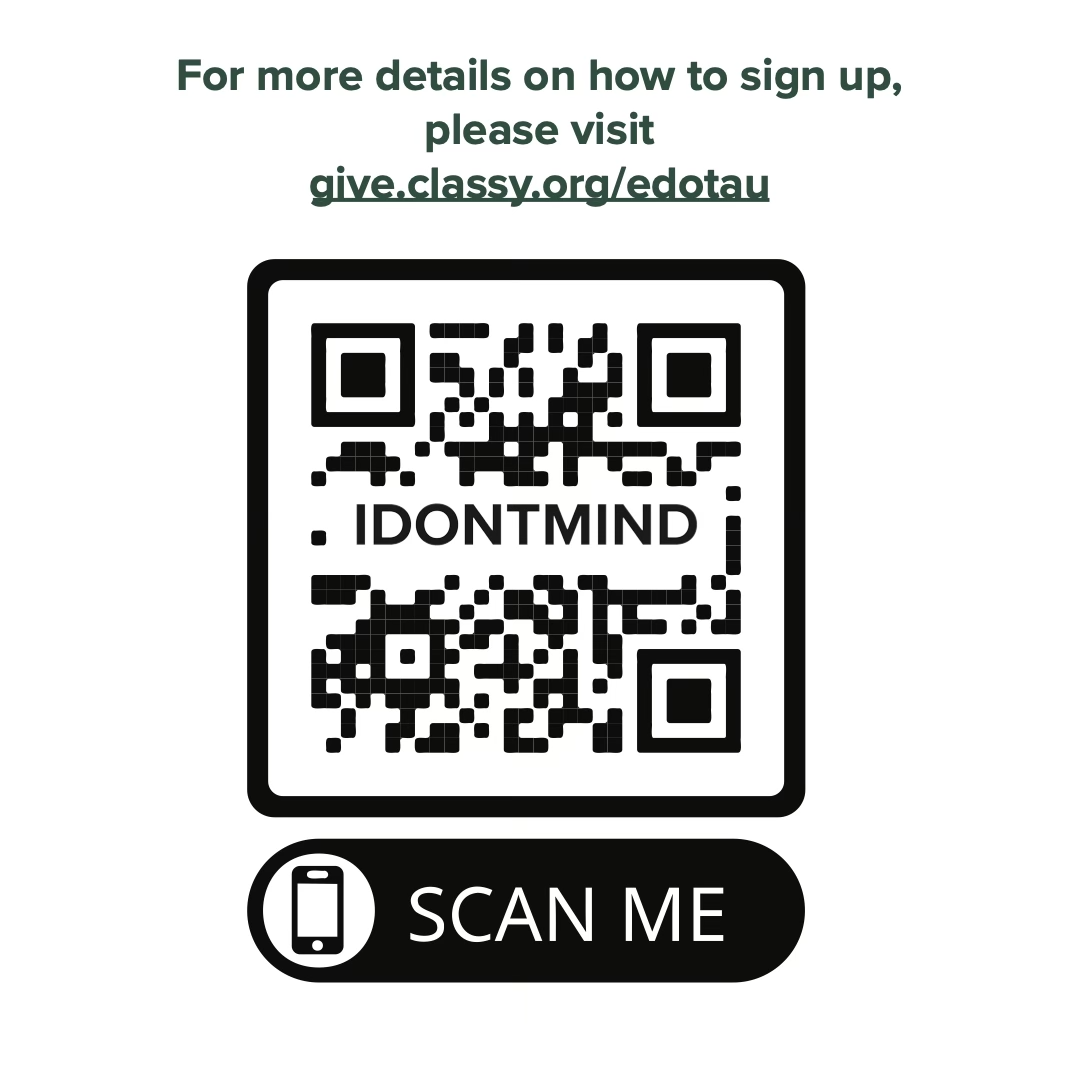 For more details on how to sign up,
please visit
give.classy.org/edotau
IDONTMIND
SCAN ME